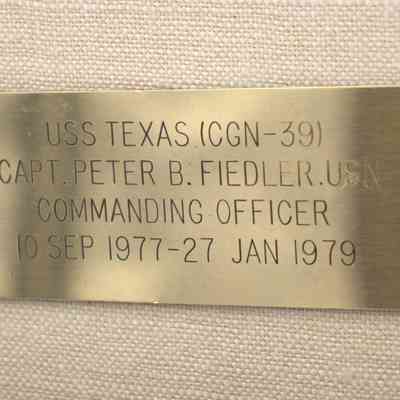 USS TEXAS (CGN-39)
CAPT. PETER B. FIEDLER. USN
COMMANDING OFFICER
10 SEP 1977-27 JAN 1979